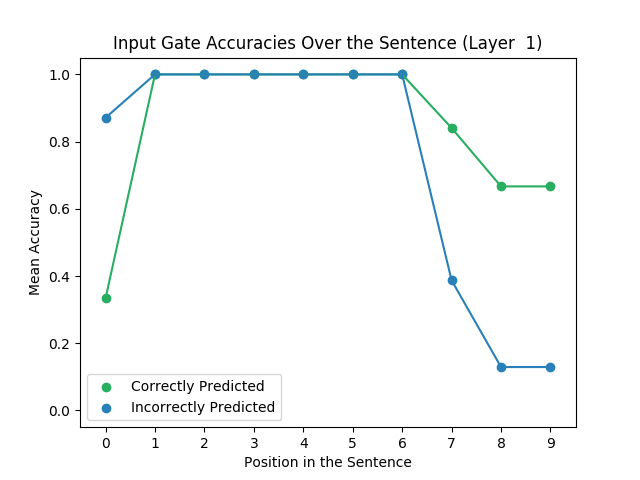 Input Gate Accuracies Over the Sentence (Layer  1)
Mean Accuracy
1.0
0.8
0.6
0.4
0.2
0.0
Correctly Predicted
Incorrectly Predicted
0 1 2 3 4 5 6 7 8 9
Position in the Sentence